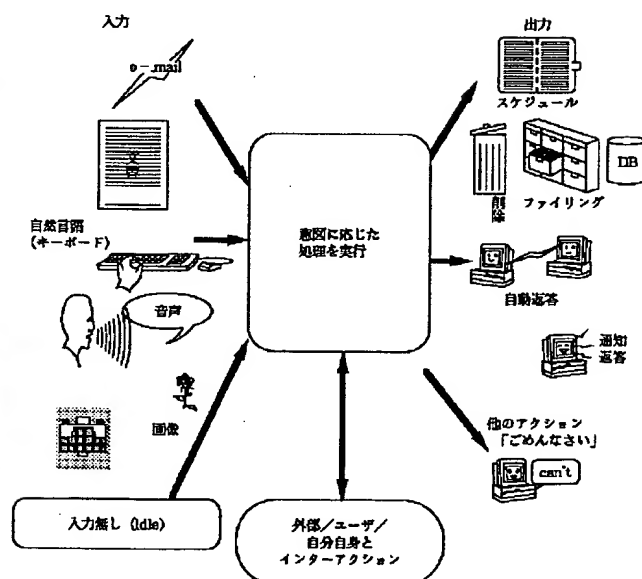 入力
e-mail
文書
自然言語
(キーボード)
音声
画像
入力無し (Idle)
意図に応じた
処理を実行
外部/ユーザ/
自分自身と
インターアクション
出力
スケジュール
削除
ファイリング
DB
自動返答
通知
返答
他のアクション
「ごめんなさい」
can't